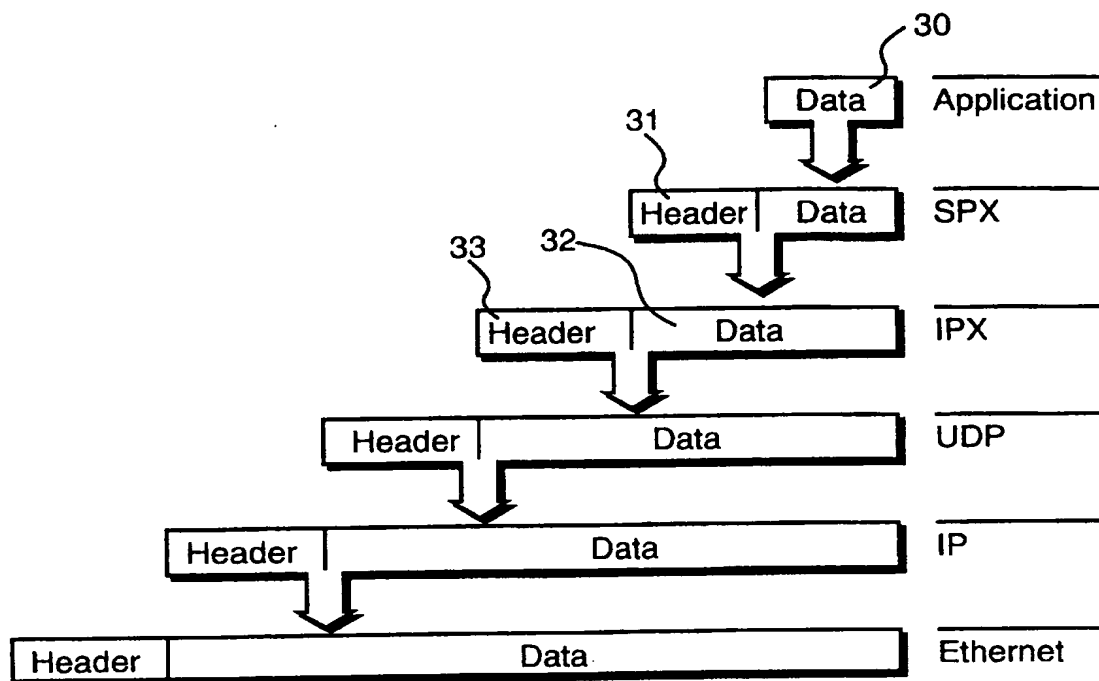 30
Data Application
31
Header Data SPX
33 32
Header Data IPX
Header Data UDP
Header Data IP
Header Data Ethernet